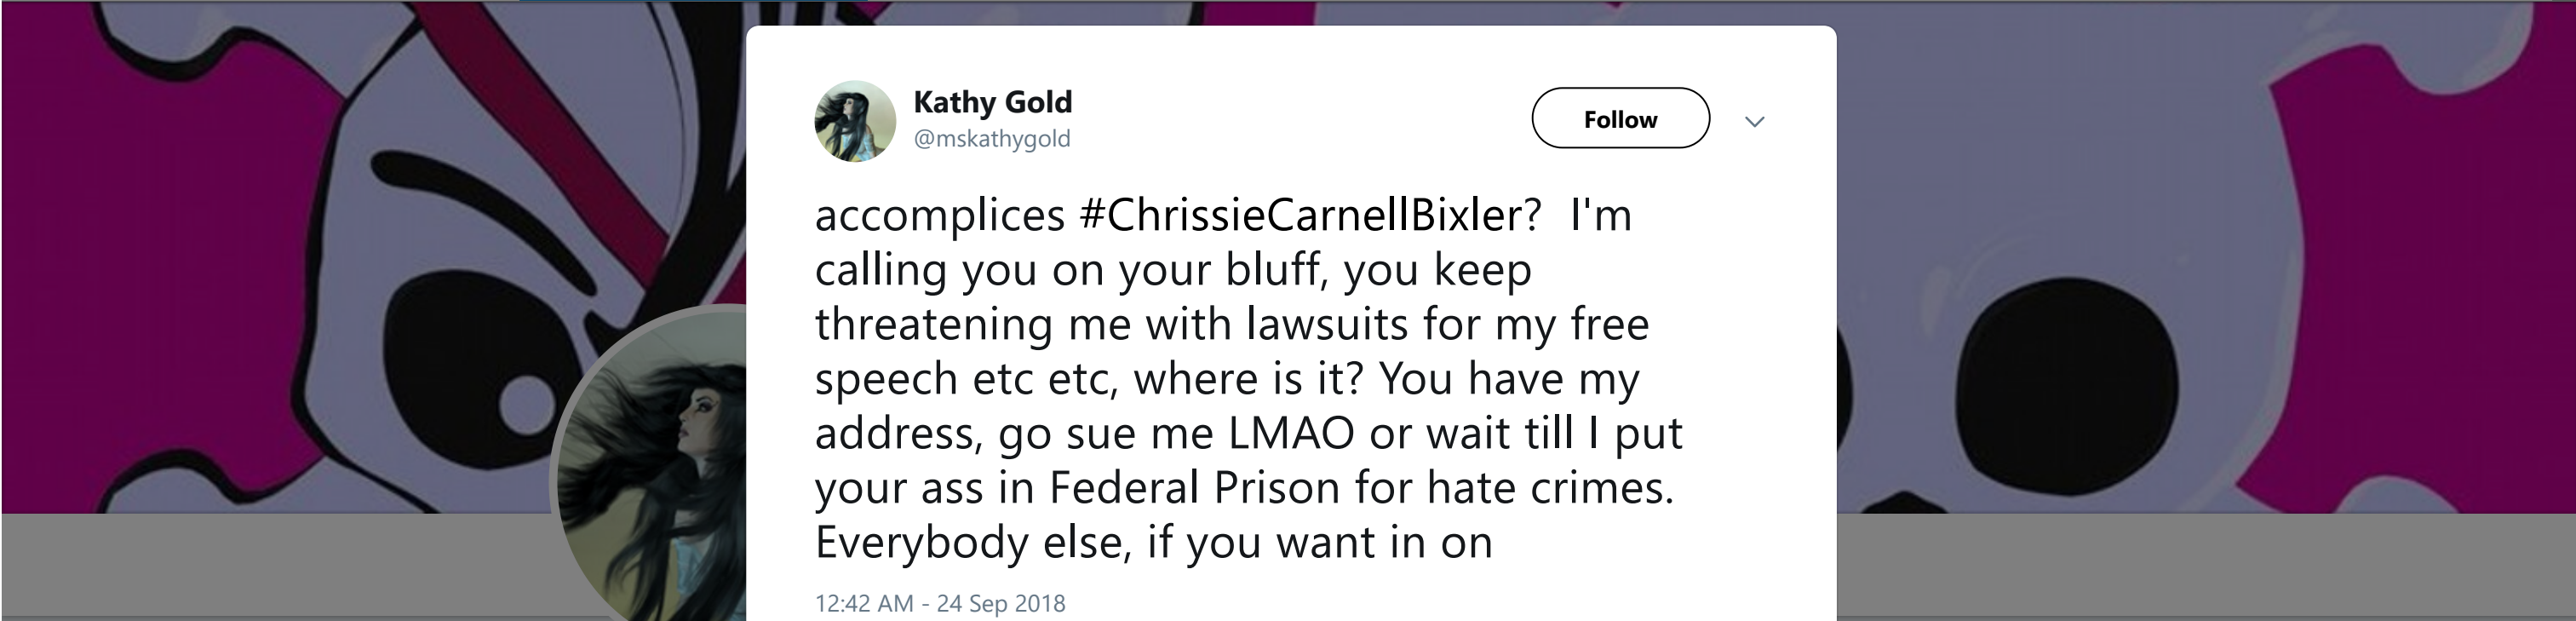 Kathy Gold
@mskathygold
Follow
accomplices #ChrissieCarnellBixler?  I'm
calling you on your bluff, you keep
threatening me with lawsuits for my free
speech etc etc, where is it? You have my
address, go sue me LMAO or wait till I put
your ass in Federal Prison for hate crimes.
Everybody else, if you want in on
12:42 AM - 24 Sep 2018